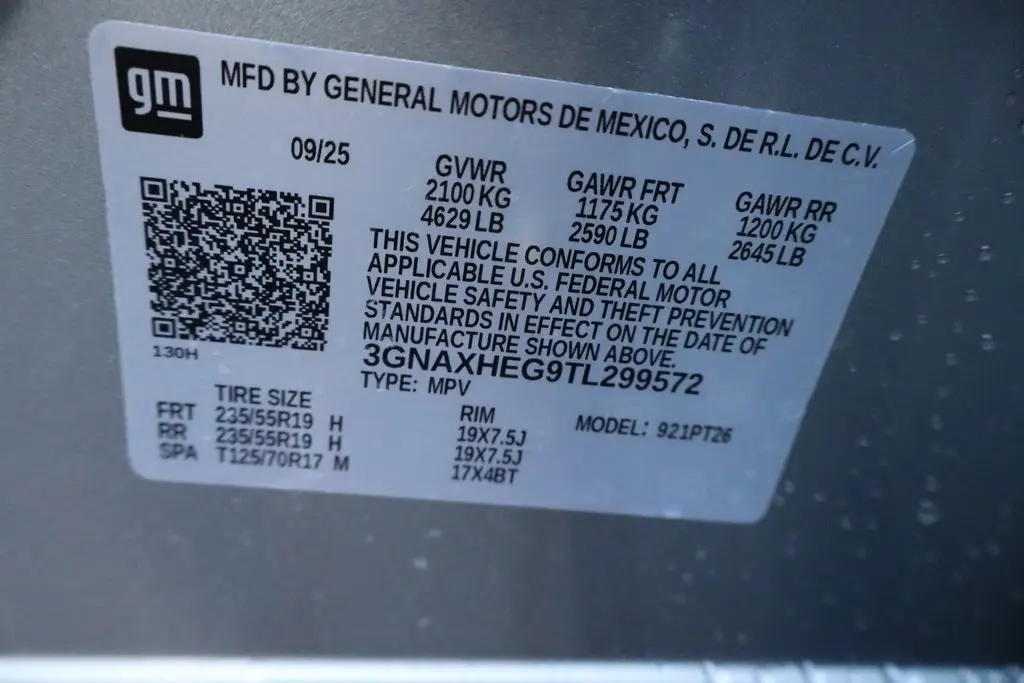 gm
MFD BY GENERAL MOTORS DE MEXICO, S. DE R.L. DE C.V.
09/25
GVWR GAWR FRT GAWR RR
2100 KG 1175 KG 1200 KG
4629 LB 2590 LB 2645 LB
THIS VEHICLE CONFORMS TO ALL
APPLICABLE U.S. FEDERAL MOTOR
VEHICLE SAFETY AND THEFT PREVENTION
STANDARDS IN EFFECT ON THE DATE OF
MANUFACTURE SHOWN ABOVE.
3GNAXHEG9TL299572
TYPE: MPV
130H
TIRE SIZE RIM MODEL: 921PT26
FRT 235/55R19 H 19X7.5J
RR 235/55R19 H 19X7.5J
SPA T125/70R17 M 17X4BT